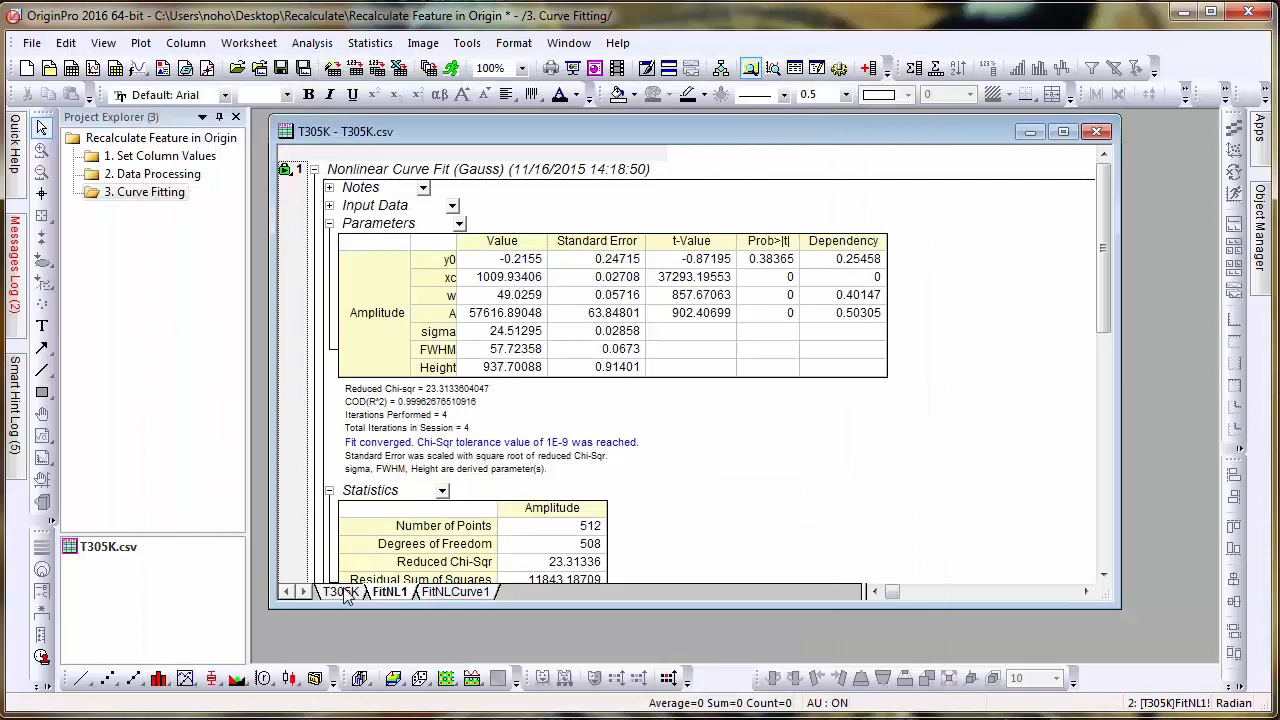 OriginPro 2016 64-bit - C:\Users\noho\Desktop\Recalculate\Recalculate Feature in Origin * - /3. Curve Fitting/
File Edit View Plot Column Worksheet Analysis Statistics Image Tools Format Window Help
100%
Default: Arial
B I U
αβ
A
0.5
0
10
Project Explorer (3)
Recalculate Feature in Origin
1. Set Column Values
2. Data Processing
3. Curve Fitting
T305K.csv
Quick Help
Messages Log (2)
Smart Hint Log (5)
Apps
Object Manager
T305K - T305K.csv
1
Nonlinear Curve Fit (Gauss) (11/16/2015 14:18:50)
Notes
Input Data
Parameters
Value Standard Error t-Value Prob>|t| Dependency
Amplitude
y0 -0.2155 0.24715 -0.87195 0.38365 0.25458
xc 1009.93406 0.02708 37293.15553 0 0
w 49.0259 0.05716 857.67063 0 0.40147
A 57616.89048 63.84801 902.40699 0 0.50305
sigma 24.51295 0.02858
FWHM 57.72358 0.0673
Height 937.70088 0.91401
Reduced Chi-sqr = 23.3133604047
COD(R^2) = 0.99962676510916
Iterations Performed = 4
Total Iterations in Session = 4
Fit converged. Chi-Sqr tolerance value of 1E-9 was reached.
Standard Error was scaled with square root of reduced Chi-Sqr.
sigma, FWHM, Height are derived parameter(s).
Statistics
Amplitude
Number of Points 512
Degrees of Freedom 508
Reduced Chi-Sqr 23.31336
Residual Sum of Squares 11843.18709
T305K FitNL1 FitNLCurve1
Average=0 Sum=0 Count=0 AU : ON 2: [T305K]FitNL1! Radian